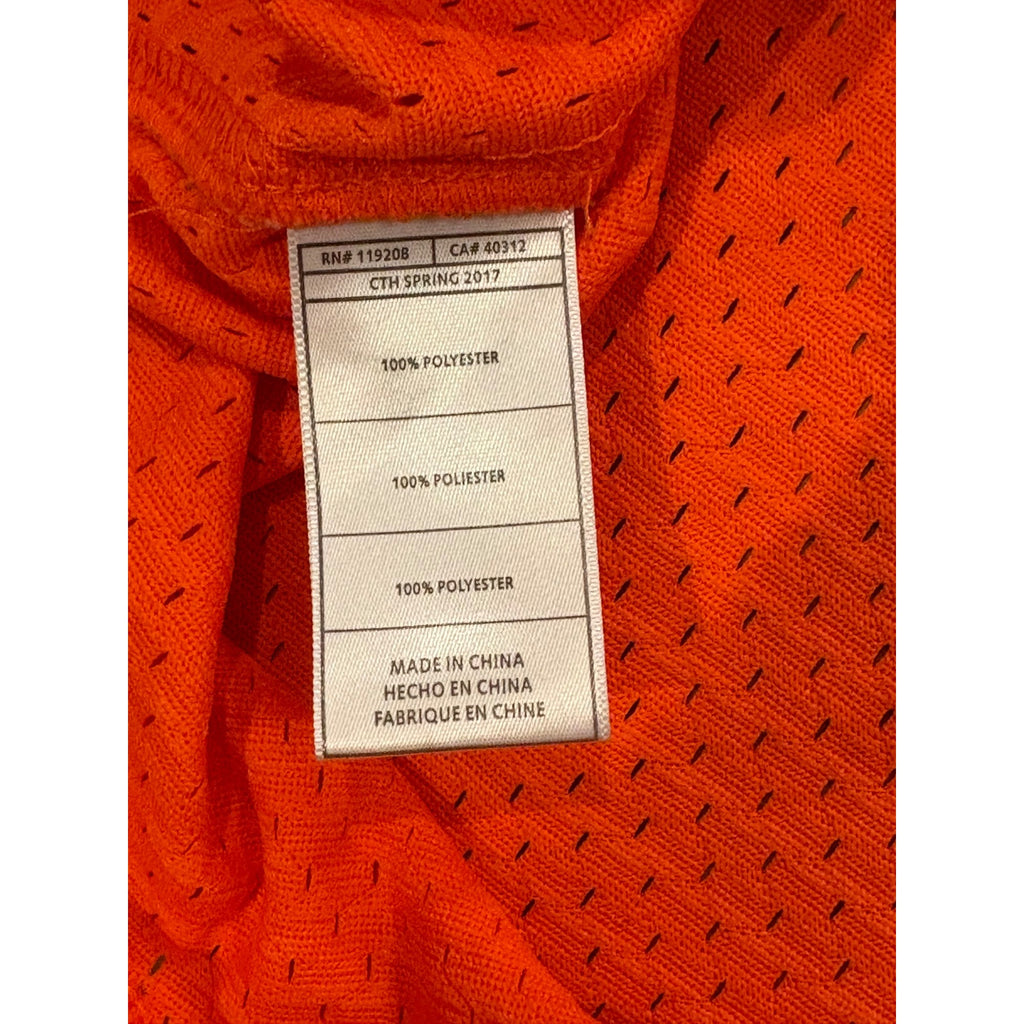 RN# 119208 CA# 40312
CTH SPRING 2017
100% POLYESTER
100% POLIESTER
100% POLYESTER
MADE IN CHINA
HECHO EN CHINA
FABRIQUE EN CHINE